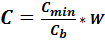 C = C_min / C_b * W